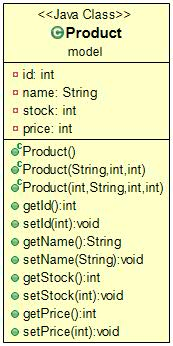 <<Java Class>>
Product
model
id: int
name: String
stock: int
price: int
Product()
Product(String,int,int)
Product(int,String,int,int)
getId():int
setId(int):void
getName():String
setName(String):void
getStock():int
setStock(int):void
getPrice():int
setPrice(int):void